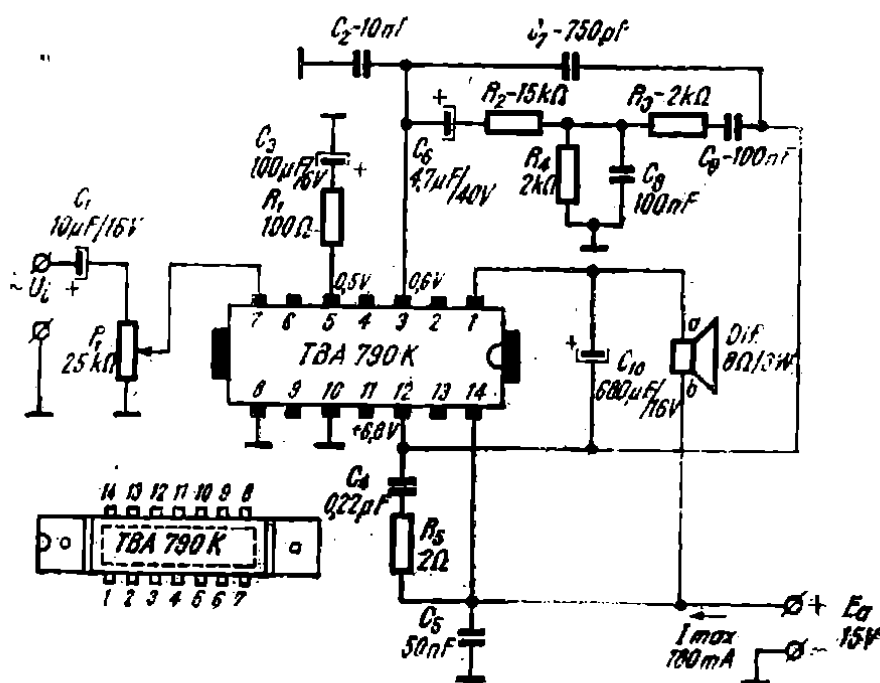 C2-10nF
750pF
R2-15kΩ
R3-2kΩ
C9-100nF
+
C6
4,7µF/40V
R4
2kΩ
C8
100nF
C3
100µF/16V
+
R1
100Ω
C1
10µF/16V
~ Ui +
P1
25kΩ
0,5V
0,6V
7 6 5 4 3 2 1
TBA 790K
8 9 10 11 12 13 14
+6,8V
+
C10
680µF/16V
a
Dif.
8Ω/3W
b
C4
0,22µF
R5
2Ω
C5
50nF
14 13 12 11 10 9 8
TBA 790K
a
1 2 3 4 5 6 7
Imax
780mA
+ Ea
15V